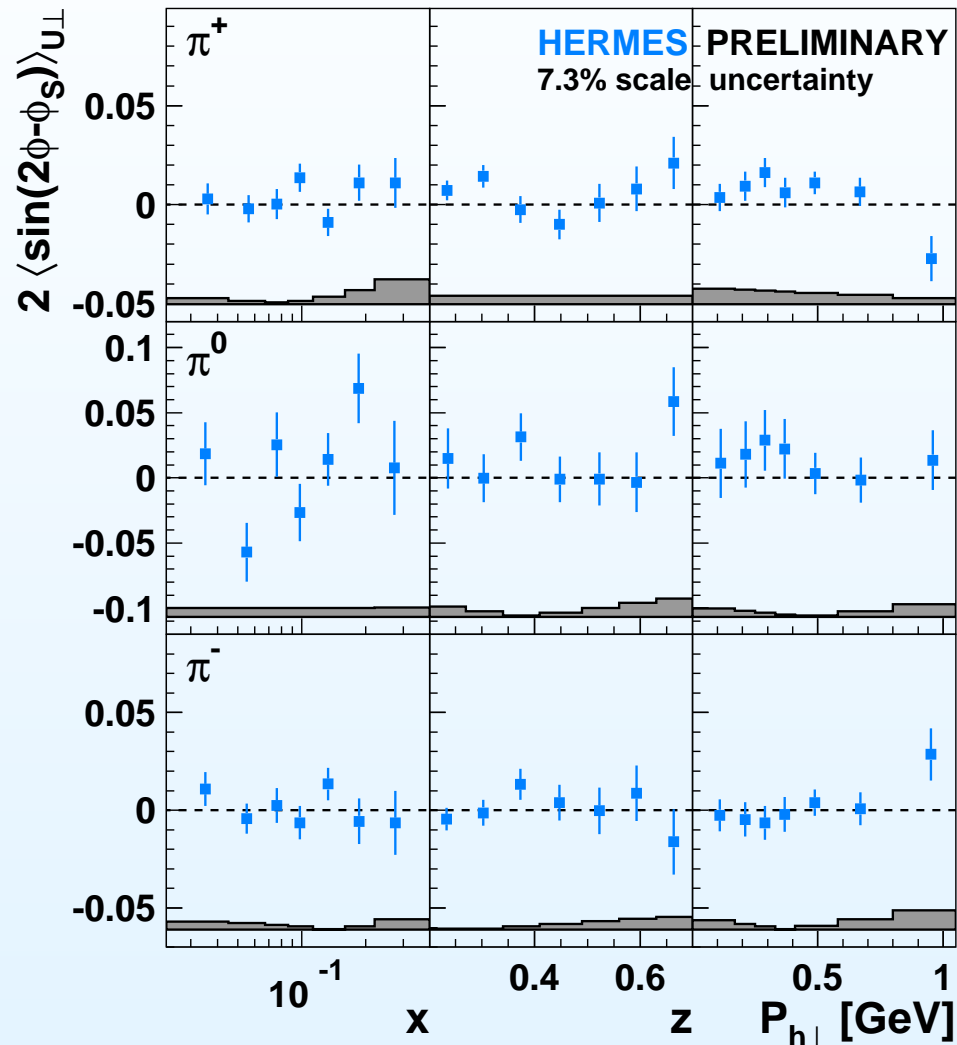 2 ⟨sin(2ϕ-ϕS)⟩U⊥
π+
HERMES PRELIMINARY
7.3% scale uncertainty
0.05
0
-0.05
π0
0.1
0.05
0
-0.05
-0.1
π-
0.05
0
-0.05
10-1
0.4
0.6
0.5
1
x
z
Ph⊥ [GeV]